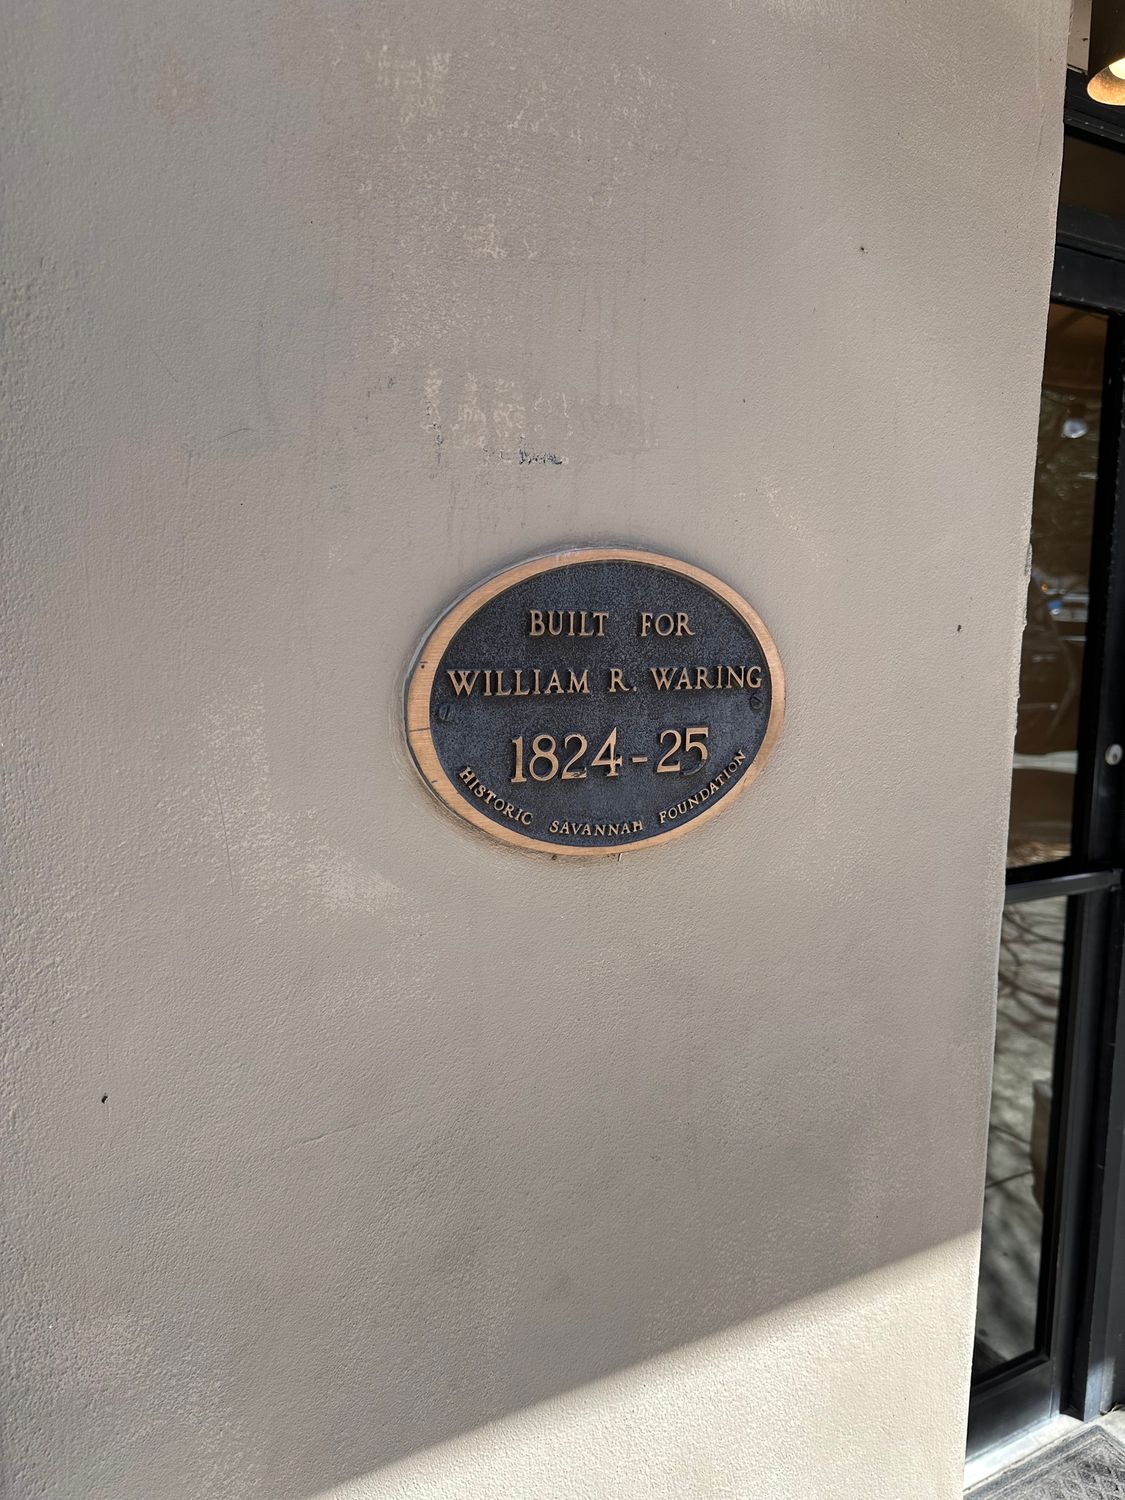 BUILT FOR
WILLIAM R. WARING
1824-25
HISTORIC SAVANNAH FOUNDATION